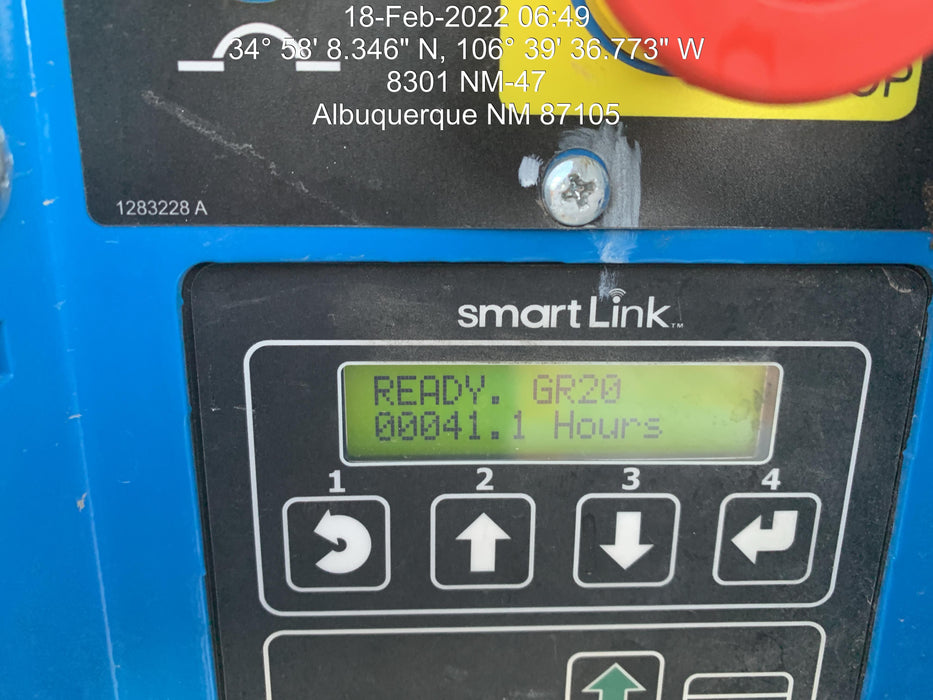 18-Feb-2022 06:49
34° 58' 8.346" N, 106° 39' 36.773" W
8301 NM-47
Albuquerque NM 87105
1283228 A
smartLink™
READY. GR20
00041.1 Hours
1 2 3 4